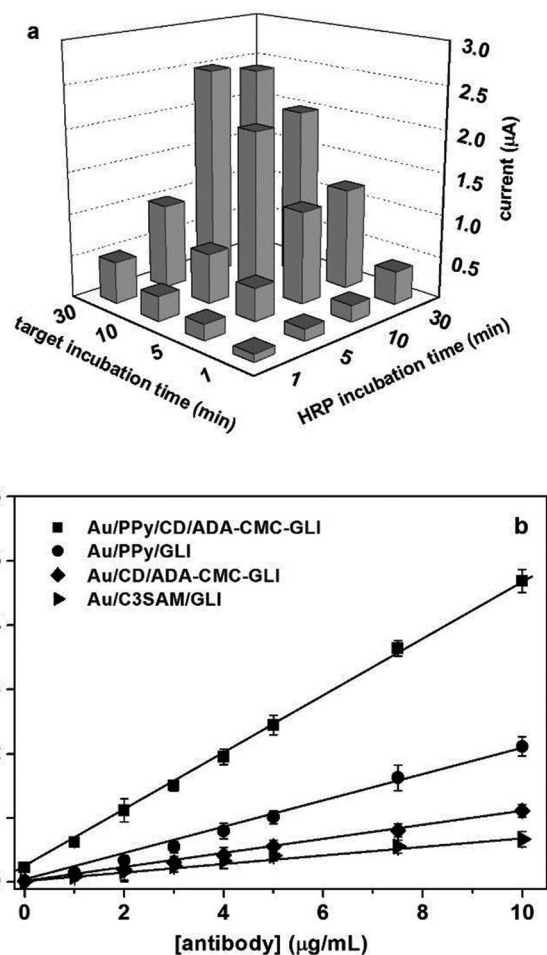 a
3.0
2.5
2.0
1.5
1.0
0.5
current (μA)
30
10
5
1
target incubation time (min)
1
5
10
30
HRP incubation time (min)
b
Au/PPy/CD/ADA-CMC-GLI
Au/PPy/GLI
Au/CD/ADA-CMC-GLI
Au/C3SAM/GLI
0
2
4
6
8
10
[antibody] (μg/mL)